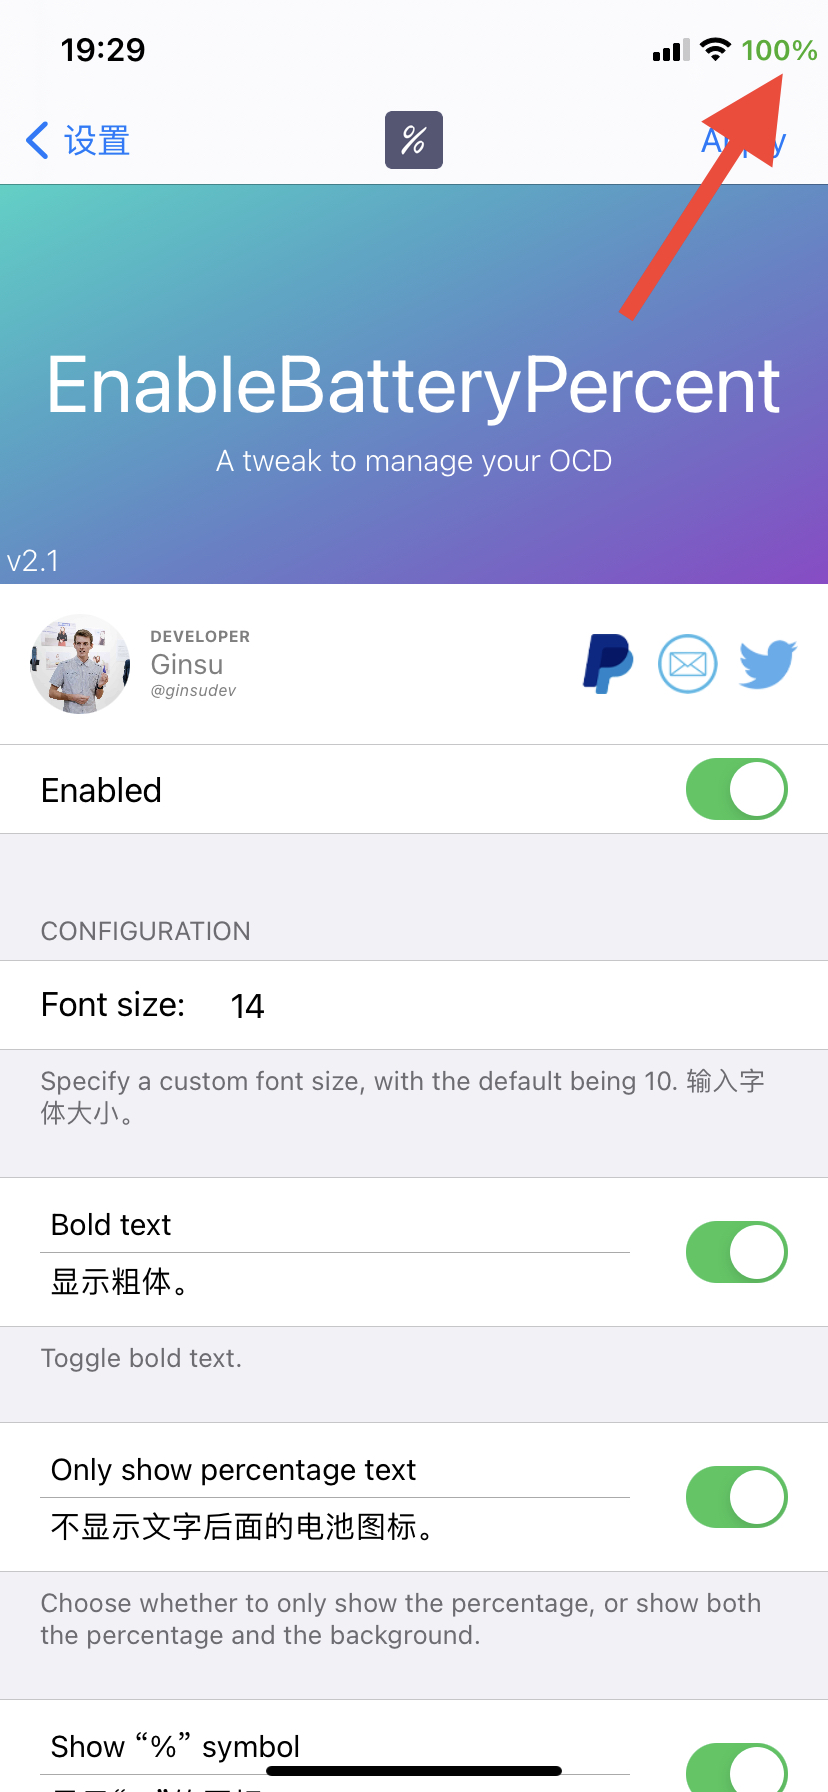 19:29
100%
设置
%
EnableBatteryPercent
A tweak to manage your OCD
v2.1
DEVELOPER
Ginsu
@ginsudev
Enabled
CONFIGURATION
Font size: 14
Specify a custom font size, with the default being 10. 输入字
体大小。
Bold text
显示粗体。
Toggle bold text.
Only show percentage text
不显示文字后面的电池图标。
Choose whether to only show the percentage, or show both
the percentage and the background.
Show “%” symbol